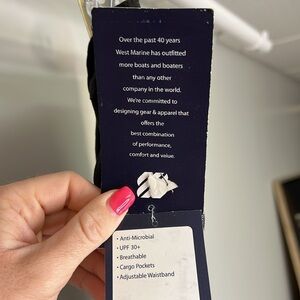 Over the past 40 years
West Marine has outfitted
more boats and boaters
than any other
company in the world.
We're committed to
designing gear & apparel that
offers the
best combination
of performance,
comfort and value.
• Anti-Microbial
• UPF 30+
• Breathable
• Cargo Pockets
• Adjustable Waistband